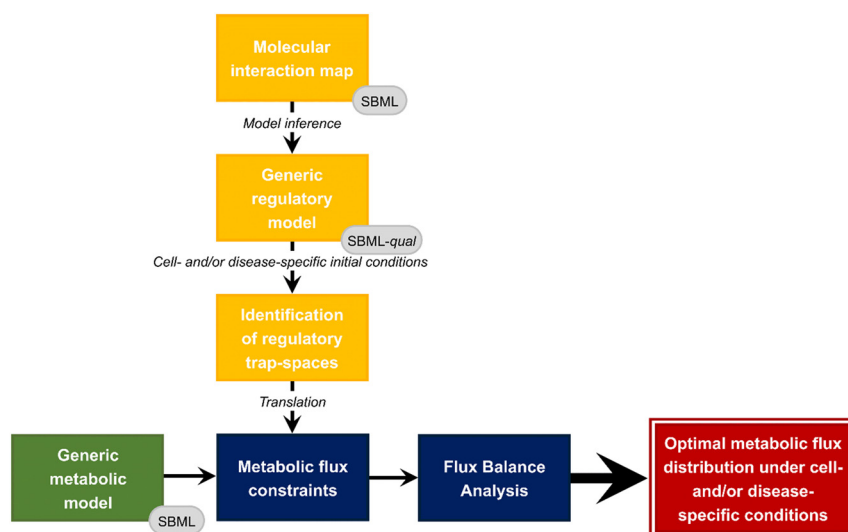 Molecular
interaction map
SBML
Model inference
Generic
regulatory
model
SBML-qual
Cell- and/or disease-specific initial conditions
Identification
of regulatory
trap-spaces
Translation
Generic
metabolic
model
SBML
Metabolic flux
constraints
Flux Balance
Analysis
Optimal metabolic flux
distribution under cell-
and/or disease-
specific conditions